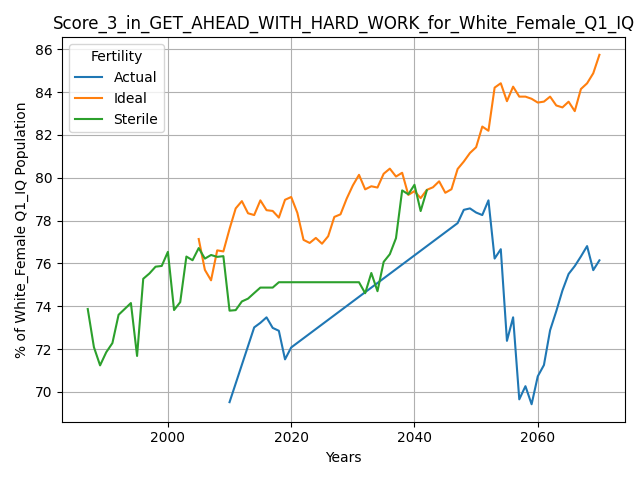 Score_3_in_GET_AHEAD_WITH_HARD_WORK_for_White_Female_Q1_IQ
Fertility
Actual
Ideal
Sterile
% of White_Female Q1_IQ Population
86
84
82
80
78
76
74
72
70
2000
2020
2040
2060
Years